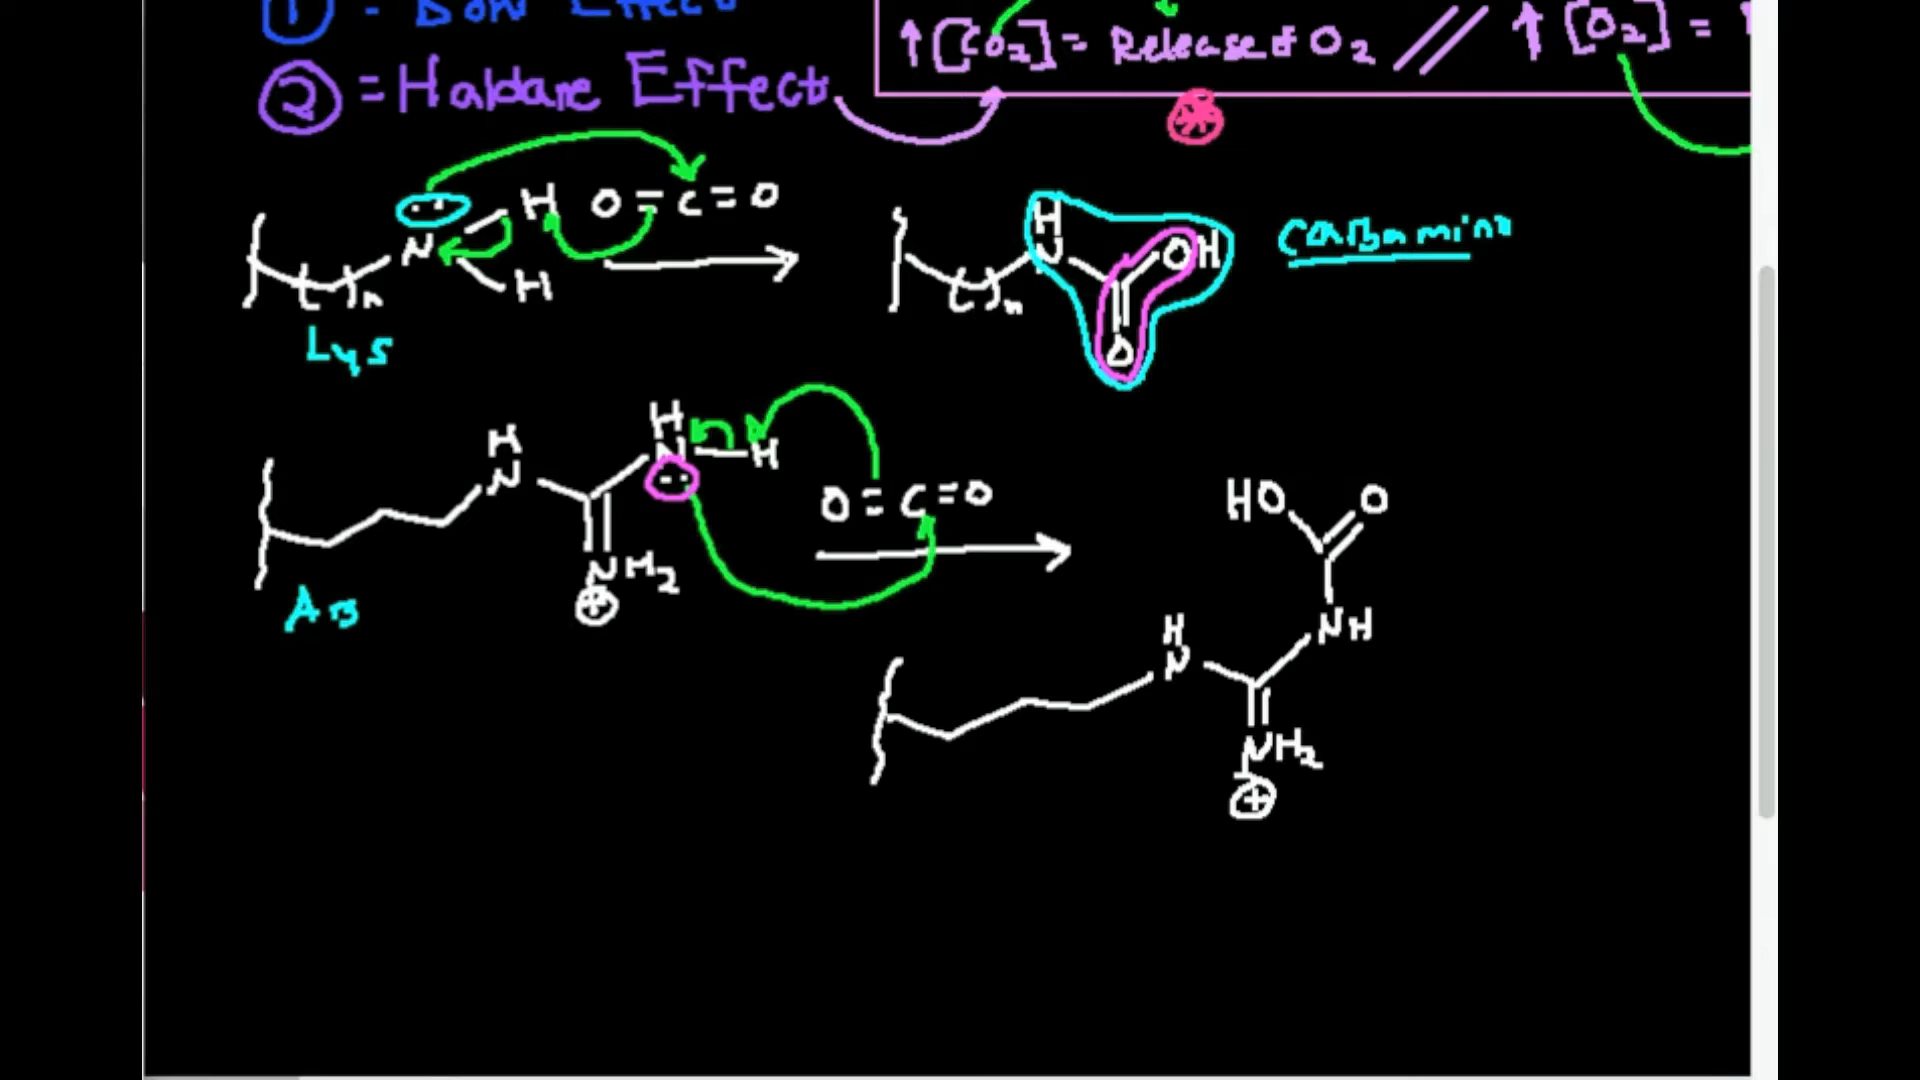 ① - Bohr Effect
↑[CO₂] = Release of O₂ // ↑[O₂] =
② = Haldane Effect
N H H O=C=O
( )n
Lys
H N OH O
( )n
Carbamino
H N H N H
NH₂ ⊕
O=C=O
Arg
HO O
NH
H N
NH₂
⊕